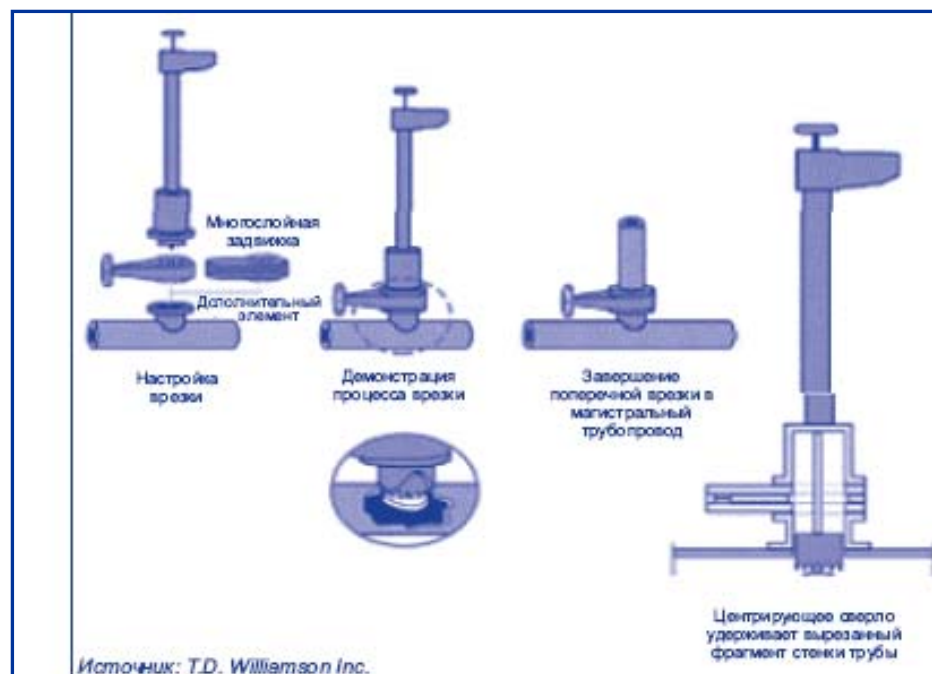 Многослойная
задвижка
Дополнительный
элемент
Настройка
врезки
Демонстрация
процесса врезки
Завершение
поперечной врезки в
магистральный
трубопровод
Центрирующее сверло
удерживает вырезанный
фрагмент стенки трубы
Источник: T.D. Williamson Inc.